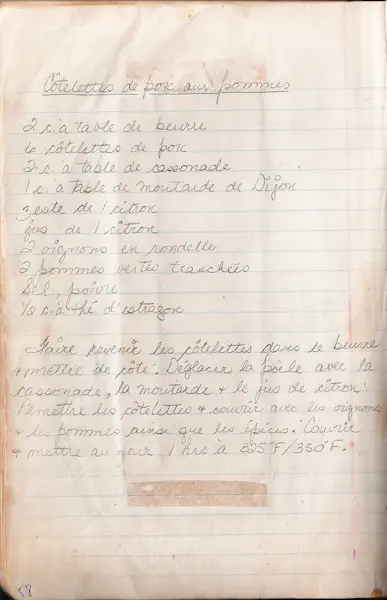 Côtelettes de porc aux pommes
2 c. à table de beurre
6 côtelettes de porc
2 c. à table de cassonade
1 c. a table de moutarde de Dijon
zeste de 1 citron
jus de 1 citron
2 oignons en rondelle
2 pommes vertes tranchées
sel, poivre
1/2 c. à thé d'estragon
Faire revenir les côtelettes dans le beurre
+ mettre de côté. Déglacer la poële avec la
cassonade, la moutarde + le jus de citron.
Remettre les côtelettes + couvrir avec les oignons
+ les pommes ainsi que les épices. Couvrir
+ mettre au four 1 hrs à 325°F/350°F.
58